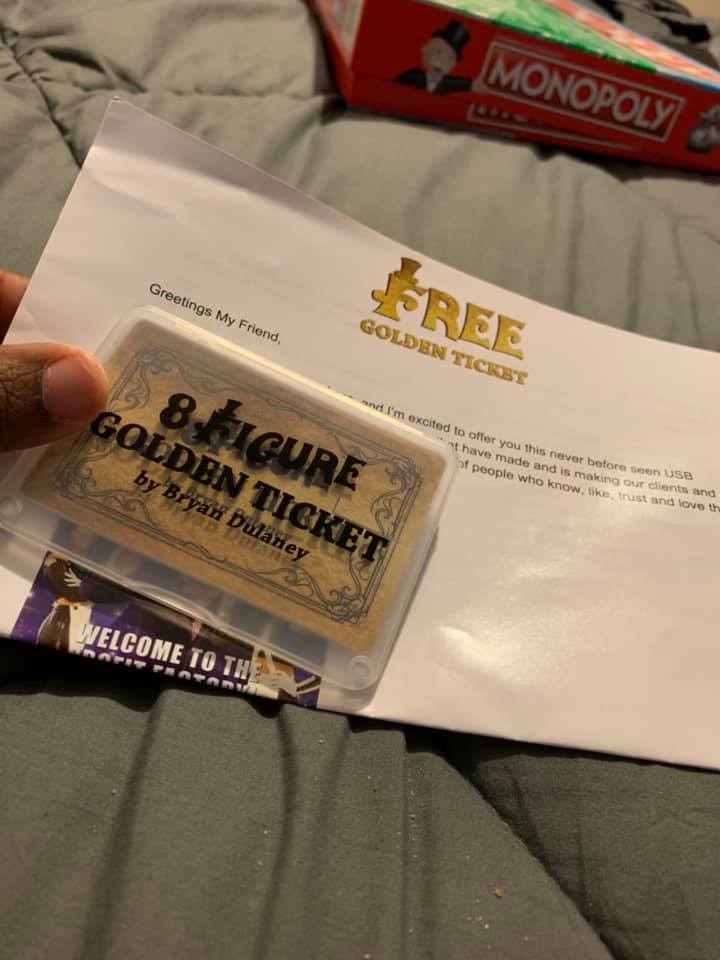 MONOPOLY
FREE
GOLDEN TICKET
Greetings My Friend,
and I'm excited to offer you this never before seen USB
have made and is making our clients and
of people who know, like, trust and love
8 FIGURE
GOLDEN TICKET
by Bryan Dulaney
WELCOME TO THE
PROFIT FACTORY